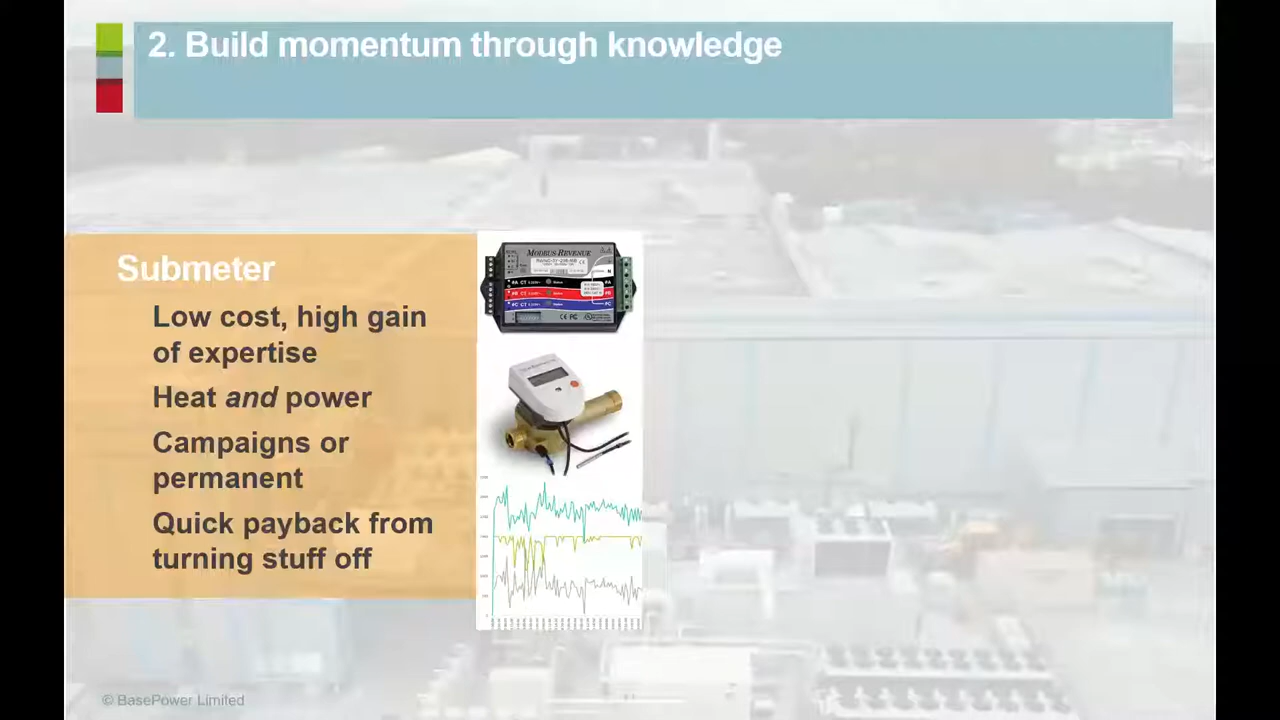 2. Build momentum through knowledge
Submeter
Low cost, high gain
of expertise
Heat and power
Campaigns or
permanent
Quick payback from
turning stuff off
MODBUS REVENUE
© BasePower Limited